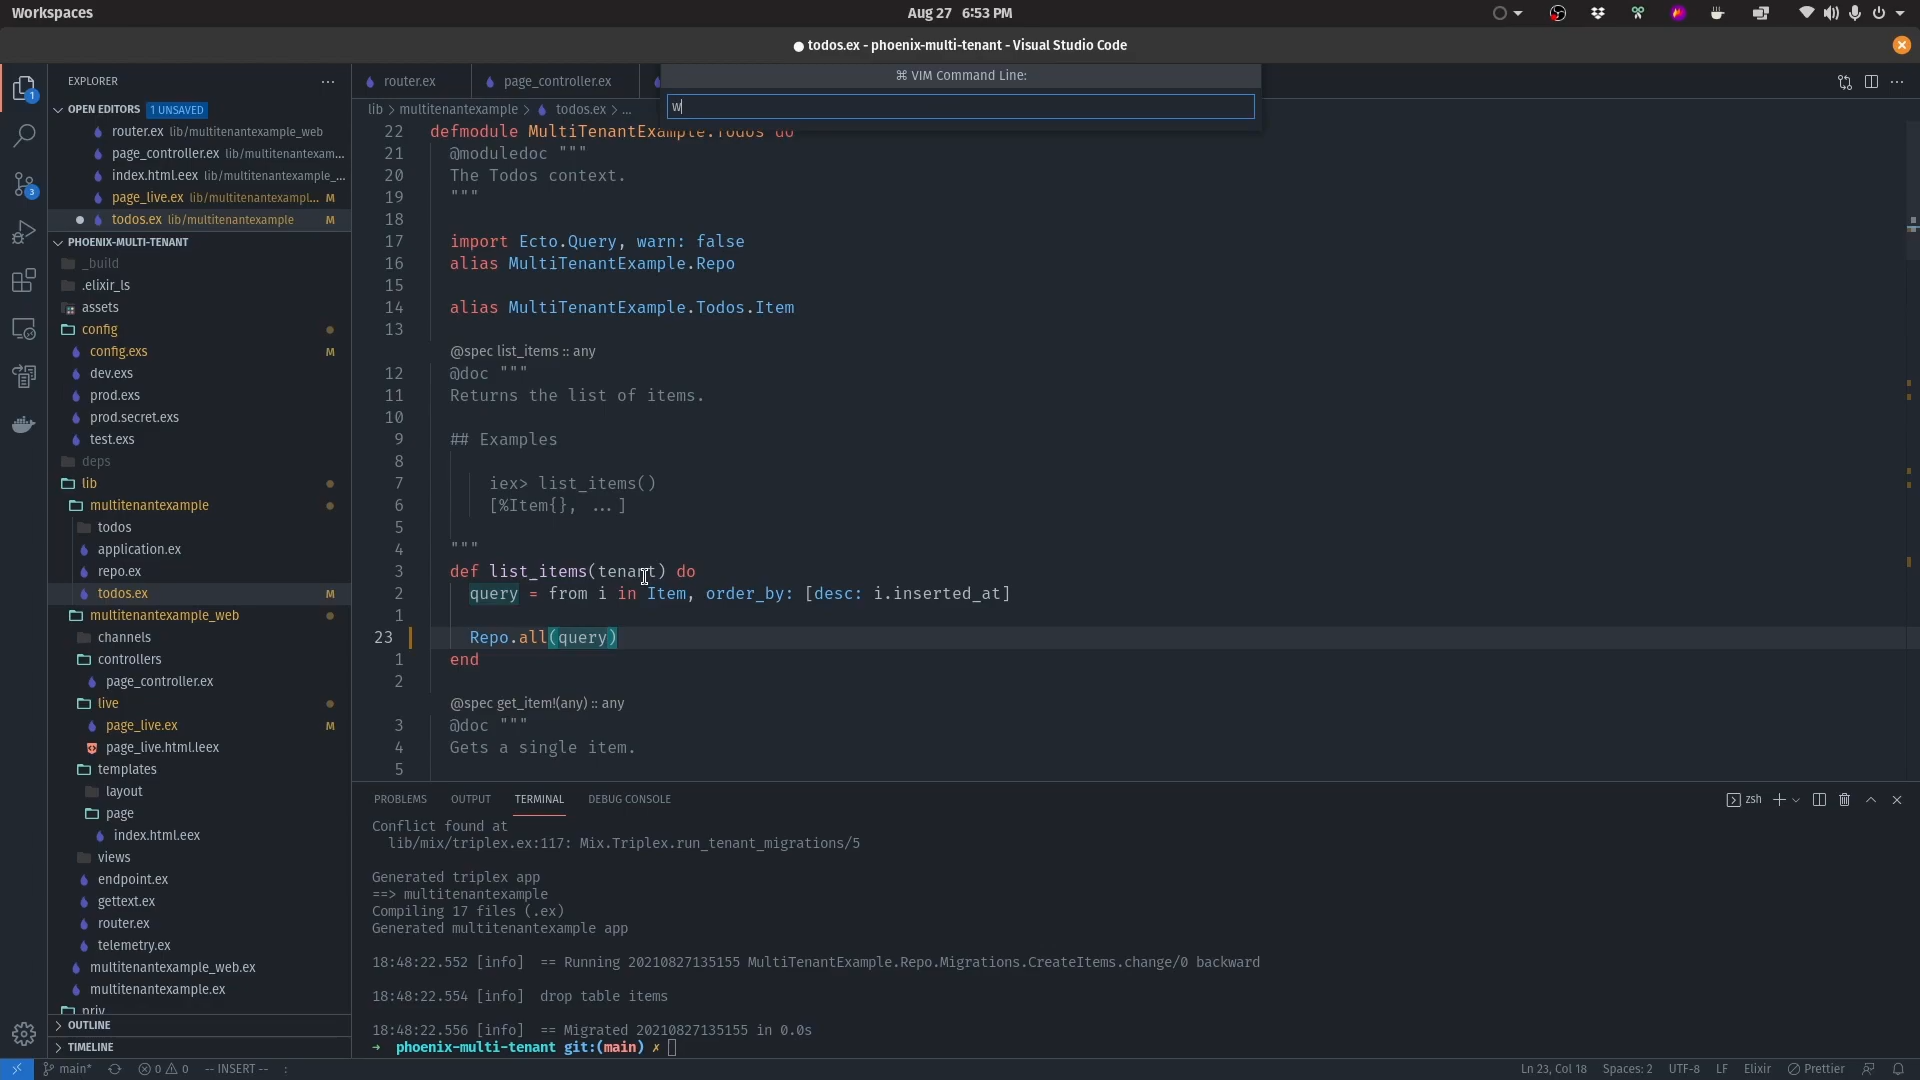 Workspaces
Aug 27 6:53 PM
● todos.ex - phoenix-multi-tenant - Visual Studio Code
EXPLORER
OPEN EDITORS 1 UNSAVED
router.ex lib/multitenantexample_web
page_controller.ex lib/multitenantexam...
index.html.eex lib/multitenantexample_...
page_live.ex lib/multitenantexampl... M
todos.ex lib/multitenantexample M
PHOENIX-MULTI-TENANT
_build
.elixir_ls
assets
config
config.exs M
dev.exs
prod.exs
prod.secret.exs
test.exs
deps
lib
multitenantexample
todos
application.ex
repo.ex
todos.ex M
multitenantexample_web
channels
controllers
page_controller.ex
live
page_live.ex M
page_live.html.leex
templates
layout
page
index.html.eex
views
endpoint.ex
gettext.ex
router.ex
telemetry.ex
multitenantexample_web.ex
multitenantexample.ex
priv
OUTLINE
TIMELINE
1
3
router.ex page_controller.ex
⌘ VIM Command Line:
w
lib > multitenantexample > todos.ex > ...
22 defmodule MultiTenantExample.Todos do
21 @moduledoc """
20 The Todos context.
19 """
18
17 import Ecto.Query, warn: false
16 alias MultiTenantExample.Repo
15
14 alias MultiTenantExample.Todos.Item
13
@spec list_items :: any
12 @doc """
11 Returns the list of items.
10
9 ## Examples
8
7 iex> list_items()
6 [%Item{}, ...]
5
4 """
3 def list_items(tenant) do
2 query = from i in Item, order_by: [desc: i.inserted_at]
1
23 Repo.all(query)
1 end
2
@spec get_item!(any) :: any
3 @doc """
4 Gets a single item.
5
PROBLEMS OUTPUT TERMINAL DEBUG CONSOLE
zsh
Conflict found at
lib/mix/triplex.ex:117: Mix.Triplex.run_tenant_migrations/5
Generated triplex app
==> multitenantexample
Compiling 17 files (.ex)
Generated multitenantexample app
18:48:22.552 [info] == Running 20210827135155 MultiTenantExample.Repo.Migrations.CreateItems.change/0 backward
18:48:22.554 [info] drop table items
18:48:22.556 [info] == Migrated 20210827135155 in 0.0s
→ phoenix-multi-tenant git:(main) ✗
main* 0 0 -- INSERT -- :
Ln 23, Col 18 Spaces: 2 UTF-8 LF Elixir Prettier